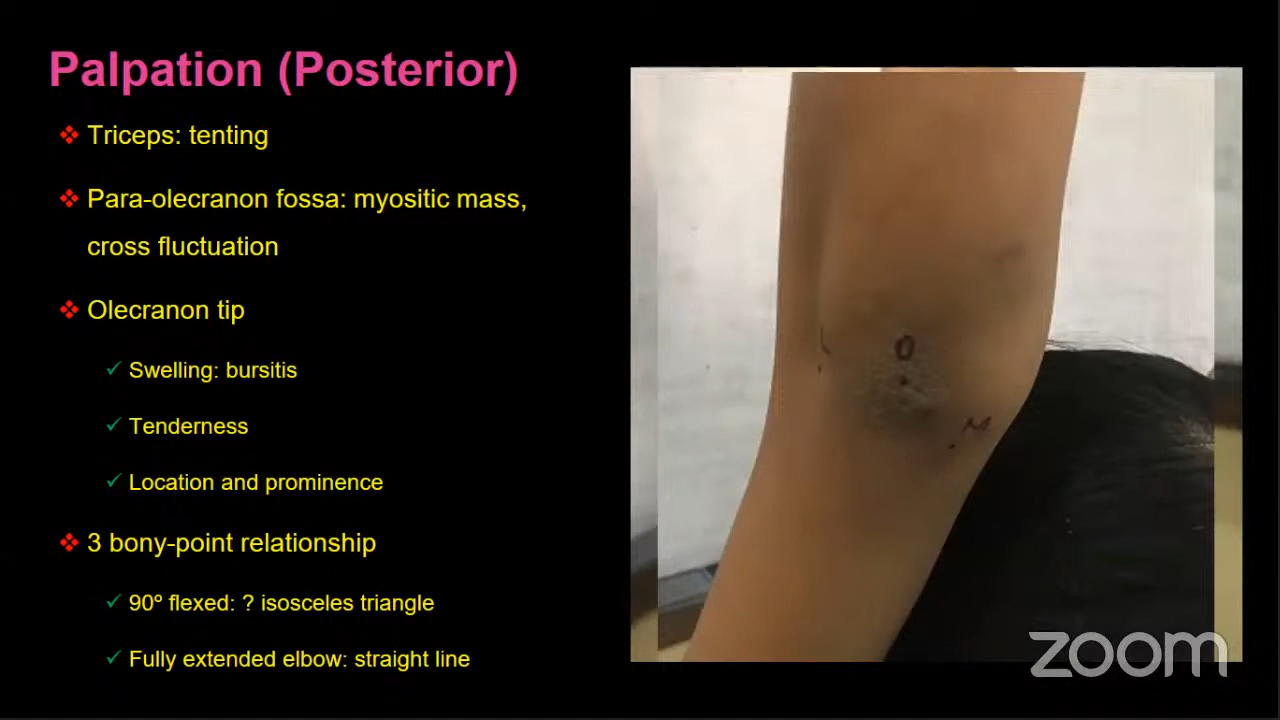 Palpation (Posterior)
Triceps: tenting
Para-olecranon fossa: myositic mass,
cross fluctuation
Olecranon tip
Swelling: bursitis
Tenderness
Location and prominence
3 bony-point relationship
90º flexed: ? isosceles triangle
Fully extended elbow: straight line
O
M
zoom